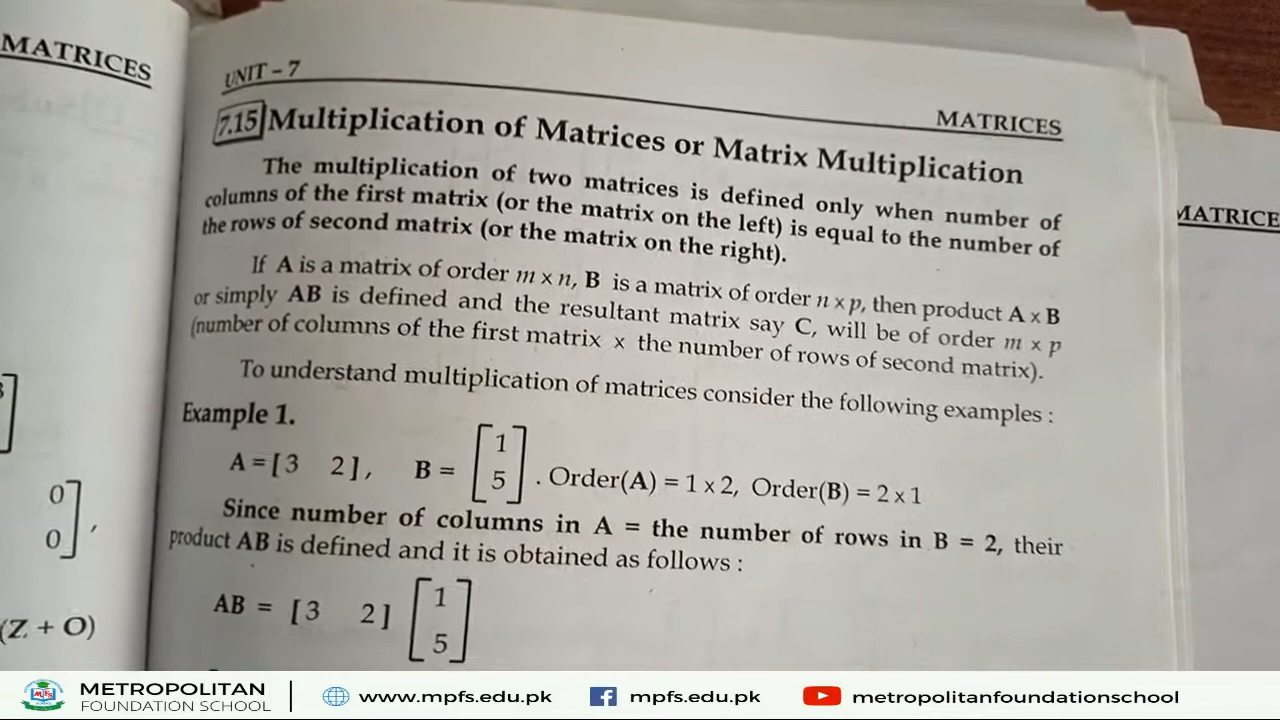 MATRICES
UNIT – 7
MATRICES
7.15 Multiplication of Matrices or Matrix Multiplication
The multiplication of two matrices is defined only when number of
columns of the first matrix (or the matrix on the left) is equal to the number of
the rows of second matrix (or the matrix on the right).
If A is a matrix of order m × n, B is a matrix of order n × p, then product A × B
or simply AB is defined and the resultant matrix say C, will be of order m × p
(number of columns of the first matrix × the number of rows of second matrix).
To understand multiplication of matrices consider the following examples :
Example 1.
A = [3 2], B = [1 5] . Order(A) = 1 × 2, Order(B) = 2 × 1
Since number of columns in A = the number of rows in B = 2, their
product AB is defined and it is obtained as follows :
AB = [3 2] [1 5]
0
0] ,
(Z + O)
MATRICE
METROPOLITAN
FOUNDATION SCHOOL
www.mpfs.edu.pk
mpfs.edu.pk
metropolitanfoundationschool